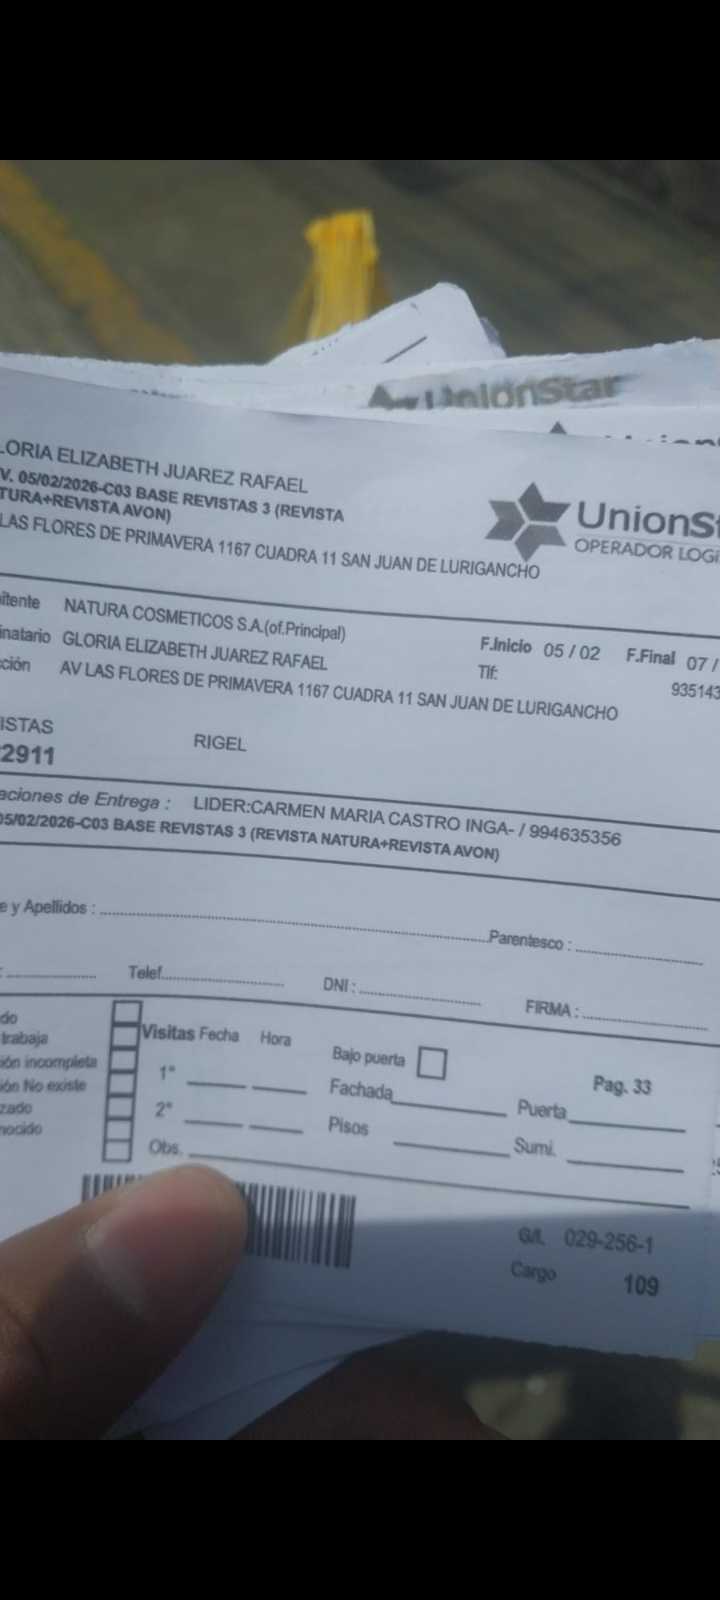 UnionStar
LORIA ELIZABETH JUAREZ RAFAEL
V. 05/02/2026-C03 BASE REVISTAS 3 (REVISTA
TURA+REVISTA AVON)
LAS FLORES DE PRIMAVERA 1167 CUADRA 11 SAN JUAN DE LURIGANCHO
UnionSt
OPERADOR LOGI
itente NATURA COSMETICOS S.A.(of.Principal)
inatario GLORIA ELIZABETH JUAREZ RAFAEL
F.Inicio 05 / 02 F.Final 07 /
cción AV LAS FLORES DE PRIMAVERA 1167 CUADRA 11 SAN JUAN DE LURIGANCHO
Tlf: 935143
ISTAS RIGEL
2911
aciones de Entrega : LIDER:CARMEN MARIA CASTRO INGA- / 994635356
05/02/2026-C03 BASE REVISTAS 3 (REVISTA NATURA+REVISTA AVON)
e y Apellidos : Parentesco :
Telef. DNI : FIRMA :
do
trabaja
ión incompleta
ión No existe
zado
nocido
Visitas Fecha Hora
1°
2°
Obs.
Bajo puerta
Fachada Puerta
Pisos Sumi.
Pag. 33
G/L 029-256-1
Cargo 109